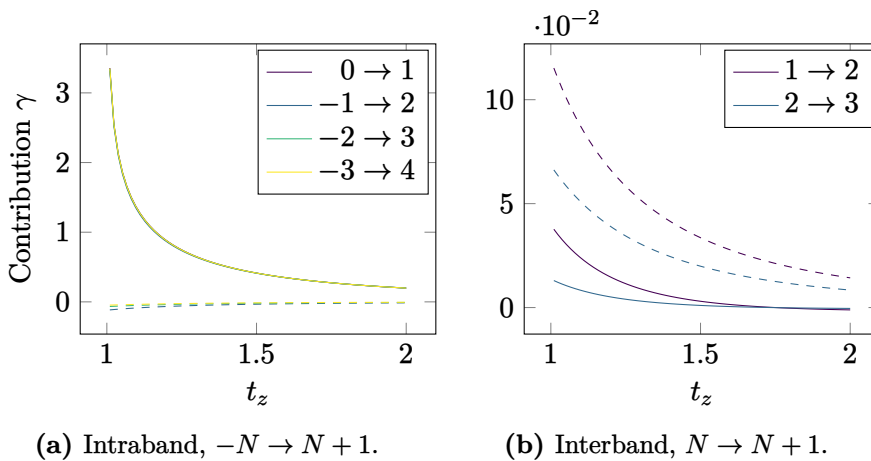 Contribution γ
3
2
1
0
0 → 1
−1 → 2
−2 → 3
−3 → 4
1
1.5
2
t_z
(a) Intraband, −N → N + 1.
·10⁻²
10
5
0
1 → 2
2 → 3
1
1.5
2
t_z
(b) Interband, N → N + 1.